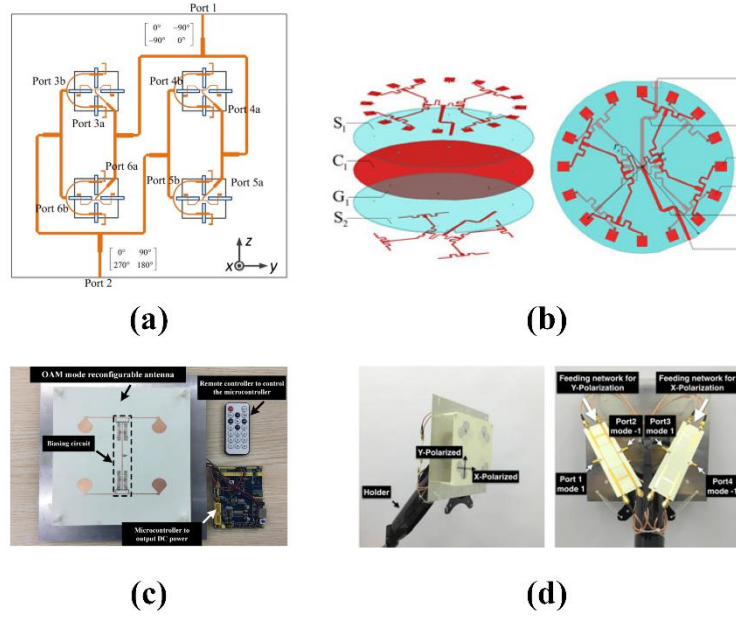 Port 1
[0° −90°
−90° 0°]
Port 3b
Port 4b
Port 3a
Port 4a
Port 6a
Port 5b
Port 5a
Port 6b
[0° 90°
270° 180°]
Port 2
z
x
y
(a)
S1
C1
G1
S2
(b)
OAM mode reconfigurable antenna
Remote controller to control
the microcontroller
Biasing circuit
Microcontroller to
output DC power
(c)
Y-Polarized
X-Polarized
Holder
Feeding network for
Y-Polarization
Feeding network for
X-Polarization
Port2
mode -1
Port3
mode 1
Port 1
mode 1
Port4
mode -1
(d)